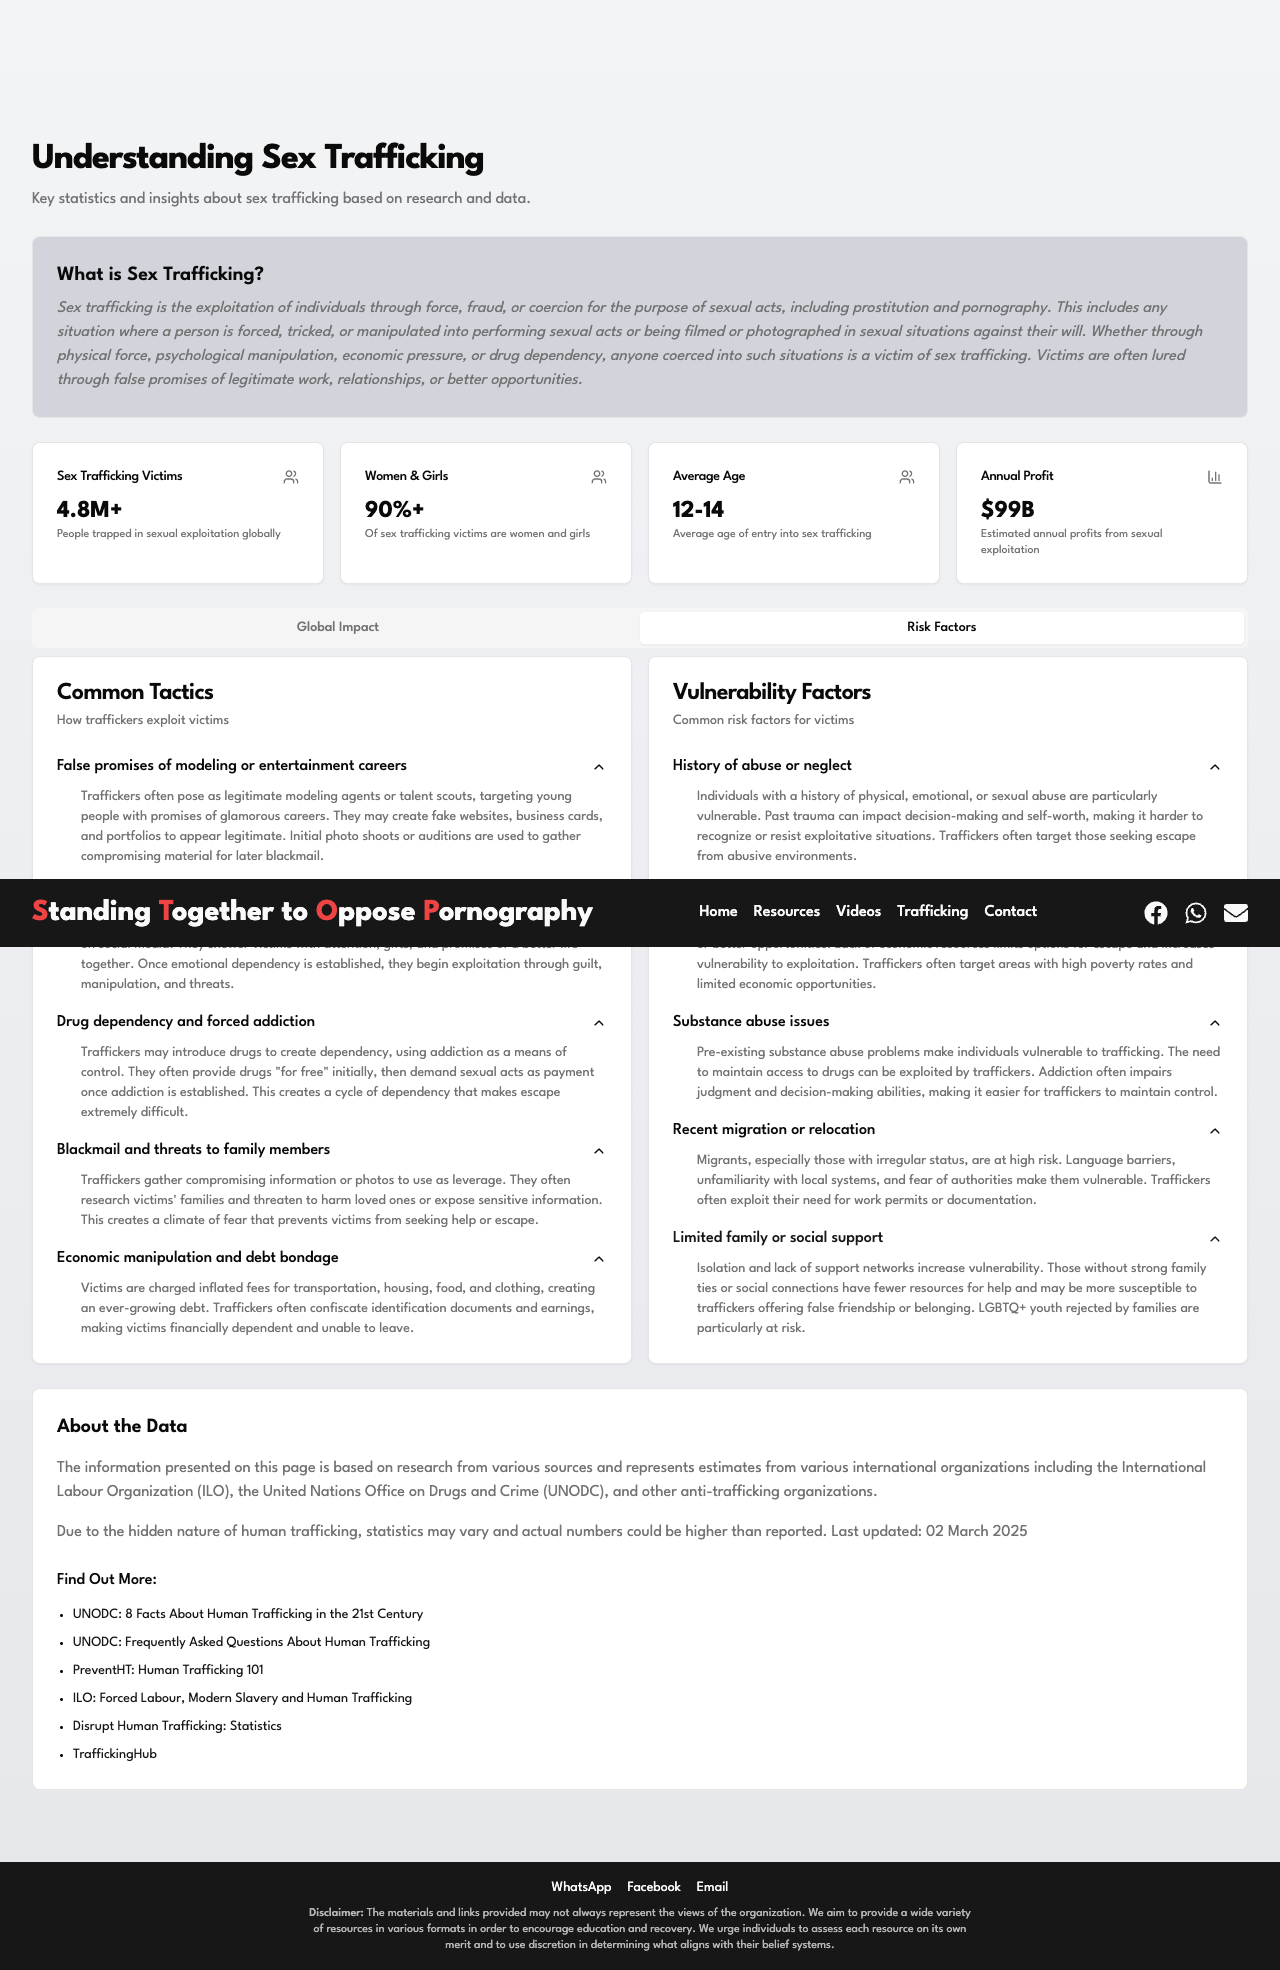 Understanding Sex Trafficking
Key statistics and insights about sex trafficking based on research and data.
What is Sex Trafficking?
Sex trafficking is the exploitation of individuals through force, fraud, or coercion for the purpose of sexual acts, including prostitution and pornography. This includes any
situation where a person is forced, tricked, or manipulated into performing sexual acts or being filmed or photographed in sexual situations against their will. Whether through
physical force, psychological manipulation, economic pressure, or drug dependency, anyone coerced into such situations is a victim of sex trafficking. Victims are often lured
through false promises of legitimate work, relationships, or better opportunities.
Sex Trafficking Victims
4.8M+
People trapped in sexual exploitation globally
Women & Girls
90%+
Of sex trafficking victims are women and girls
Average Age
12-14
Average age of entry into sex trafficking
Annual Profit
$99B
Estimated annual profits from sexual
exploitation
Global Impact
Risk Factors
Common Tactics
How traffickers exploit victims
False promises of modeling or entertainment careers
Traffickers often pose as legitimate modeling agents or talent scouts, targeting young
people with promises of glamorous careers. They may create fake websites, business cards,
and portfolios to appear legitimate. Initial photo shoots or auditions are used to gather
compromising material for later blackmail.
Vulnerability Factors
Common risk factors for victims
History of abuse or neglect
Individuals with a history of physical, emotional, or sexual abuse are particularly
vulnerable. Past trauma can impact decision-making and self-worth, making it harder to
recognize or resist exploitative situations. Traffickers often target those seeking escape
from abusive environments.
Standing Together to Oppose Pornography
Home
Resources
Videos
Trafficking
Contact
together. Once emotional dependency is established, they begin exploitation through guilt,
manipulation, and threats.
Drug dependency and forced addiction
Traffickers may introduce drugs to create dependency, using addiction as a means of
control. They often provide drugs "for free" initially, then demand sexual acts as payment
once addiction is established. This creates a cycle of dependency that makes escape
extremely difficult.
Blackmail and threats to family members
Traffickers gather compromising information or photos to use as leverage. They often
research victims' families and threaten to harm loved ones or expose sensitive information.
This creates a climate of fear that prevents victims from seeking help or escape.
Economic manipulation and debt bondage
Victims are charged inflated fees for transportation, housing, food, and clothing, creating
an ever-growing debt. Traffickers often confiscate identification documents and earnings,
making victims financially dependent and unable to leave.
vulnerability to exploitation. Traffickers often target areas with high poverty rates and
limited economic opportunities.
Substance abuse issues
Pre-existing substance abuse problems make individuals vulnerable to trafficking. The need
to maintain access to drugs can be exploited by traffickers. Addiction often impairs
judgment and decision-making abilities, making it easier for traffickers to maintain control.
Recent migration or relocation
Migrants, especially those with irregular status, are at high risk. Language barriers,
unfamiliarity with local systems, and fear of authorities make them vulnerable. Traffickers
often exploit their need for work permits or documentation.
Limited family or social support
Isolation and lack of support networks increase vulnerability. Those without strong family
ties or social connections have fewer resources for help and may be more susceptible to
traffickers offering false friendship or belonging. LGBTQ+ youth rejected by families are
particularly at risk.
About the Data
The information presented on this page is based on research from various sources and represents estimates from various international organizations including the International
Labour Organization (ILO), the United Nations Office on Drugs and Crime (UNODC), and other anti-trafficking organizations.
Due to the hidden nature of human trafficking, statistics may vary and actual numbers could be higher than reported. Last updated: 02 March 2025
Find Out More:
• UNODC: 8 Facts About Human Trafficking in the 21st Century
• UNODC: Frequently Asked Questions About Human Trafficking
• PreventHT: Human Trafficking 101
• ILO: Forced Labour, Modern Slavery and Human Trafficking
• Disrupt Human Trafficking: Statistics
• TraffickingHub
WhatsApp
Facebook
Email
Disclaimer: The materials and links provided may not always represent the views of the organization. We aim to provide a wide variety
of resources in various formats in order to encourage education and recovery. We urge individuals to assess each resource on its own
merit and to use discretion in determining what aligns with their belief systems.